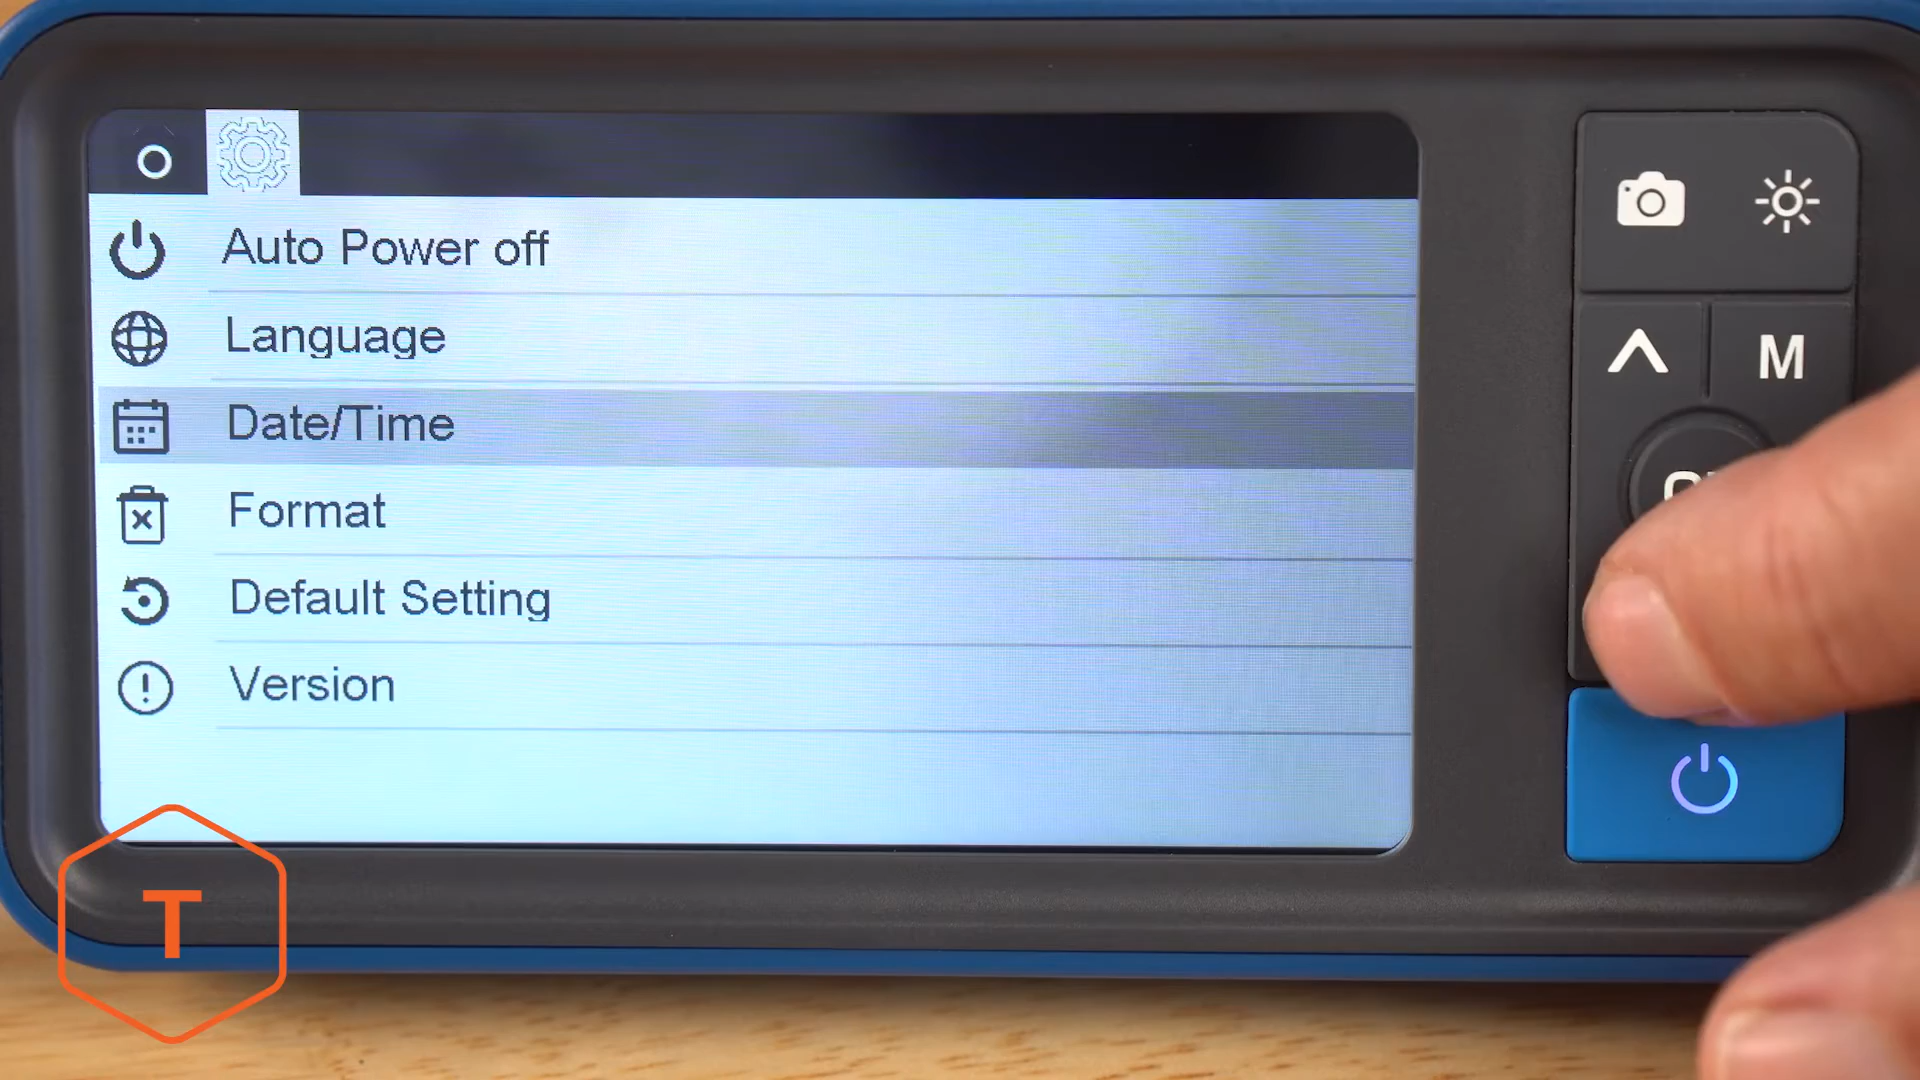 Auto Power off
Language
Date/Time
Format
Default Setting
Version
M
T